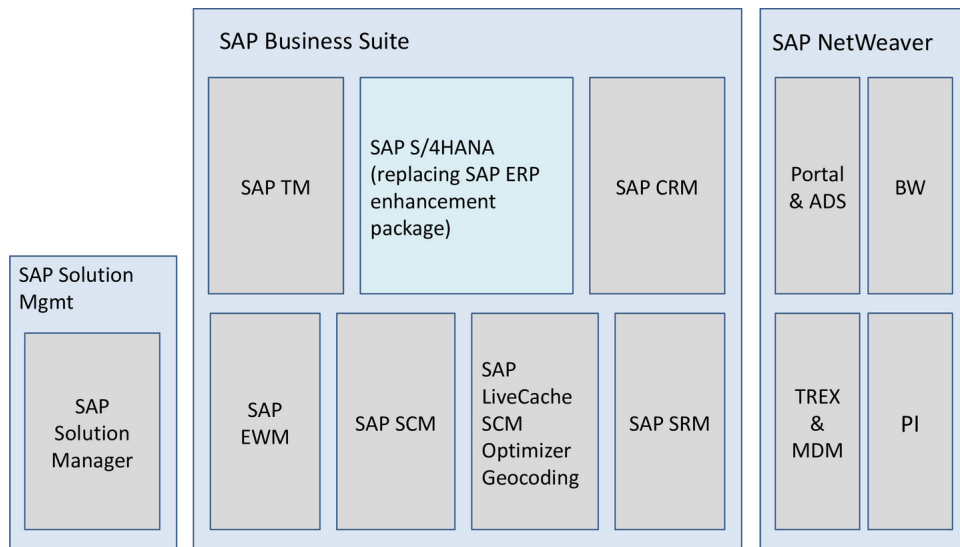 SAP Business Suite
SAP NetWeaver
SAP TM
SAP S/4HANA
(replacing SAP ERP
enhancement
package)
SAP CRM
Portal
& ADS
BW
SAP Solution
Mgmt
SAP
Solution
Manager
SAP
EWM
SAP SCM
SAP
LiveCache
SCM
Optimizer
Geocoding
SAP SRM
TREX
&
MDM
PI